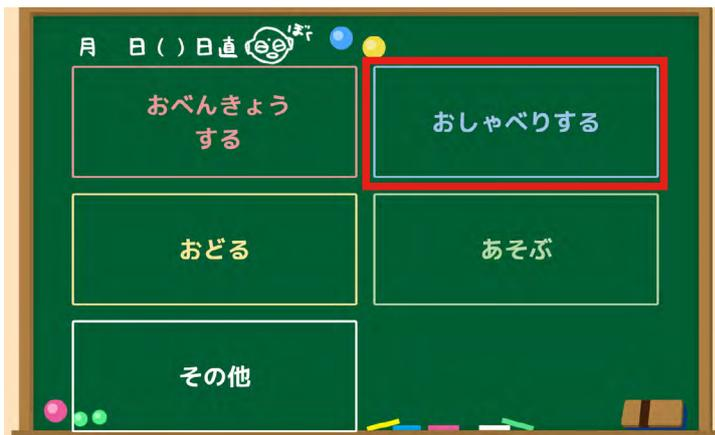 月 日()日直
ぼく
おべんきょう
する
おしゃべりする
おどる
あそぶ
その他